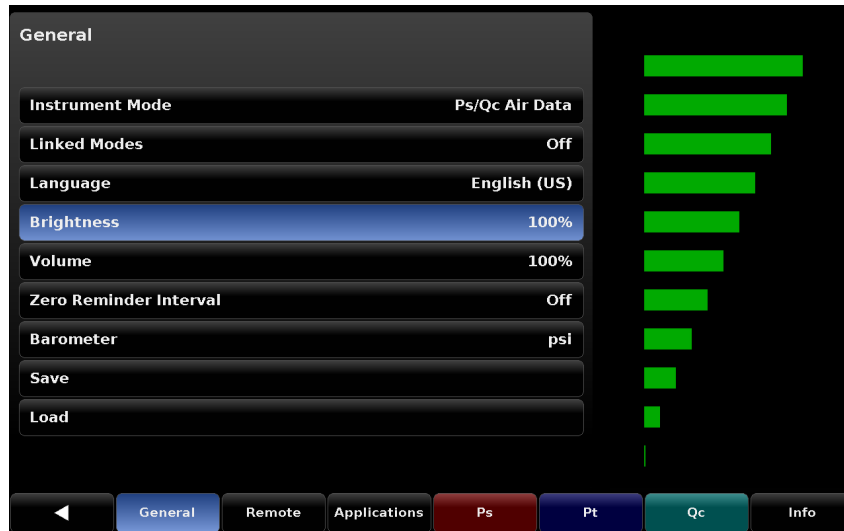 General
Instrument Mode Ps/Qc Air Data
Linked Modes Off
Language English (US)
Brightness 100%
Volume 100%
Zero Reminder Interval Off
Barometer psi
Save
Load
General Remote Applications Ps Pt Qc Info